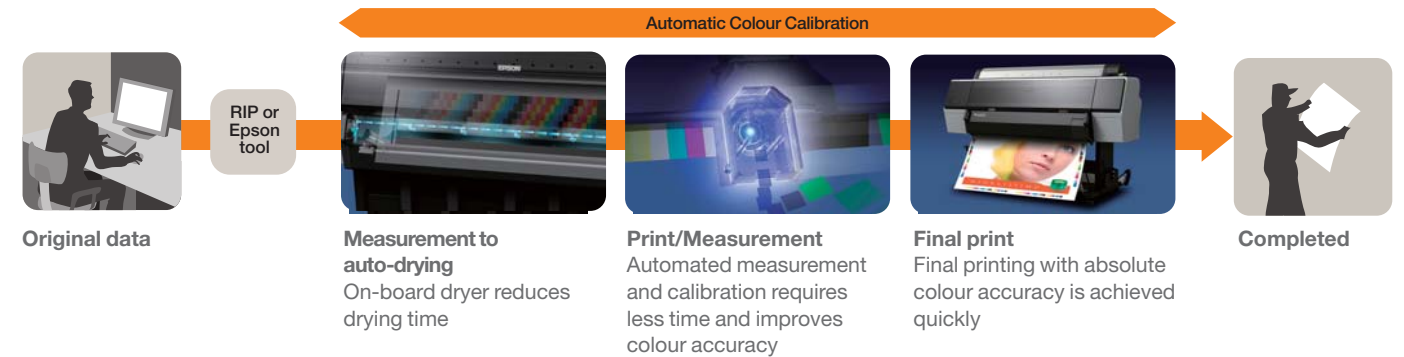 Automatic Colour Calibration
RIP or
Epson
tool
EPSON
Original data
Measurement to
auto-drying
On-board dryer reduces
drying time
Print/Measurement
Automated measurement
and calibration requires
less time and improves
colour accuracy
Final print
Final printing with absolute
colour accuracy is achieved
quickly
Completed